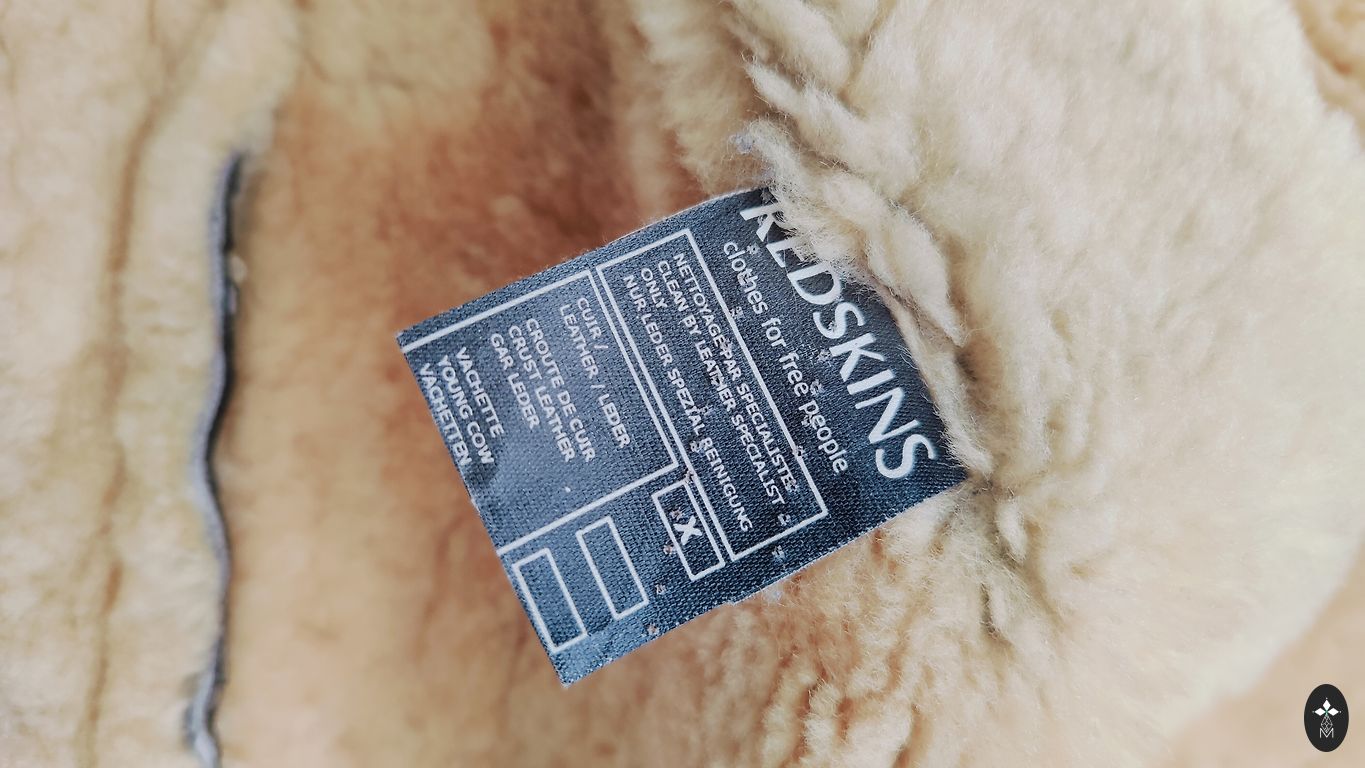 REDSKINS
clothes for free people
NETTOYAGE PAR SPECIALISTE
CLEAN BY LEATHER SPECIALIST
ONLY
NUR LEDER SPEZIAL BEINIGUNG
CUIR /
LEATHER / LEDER
X
CROUTE DE CUIR
CRUST LEATHER
GAR LEDER
VACHETTE
YOUNG COW
VACHETTEN
M